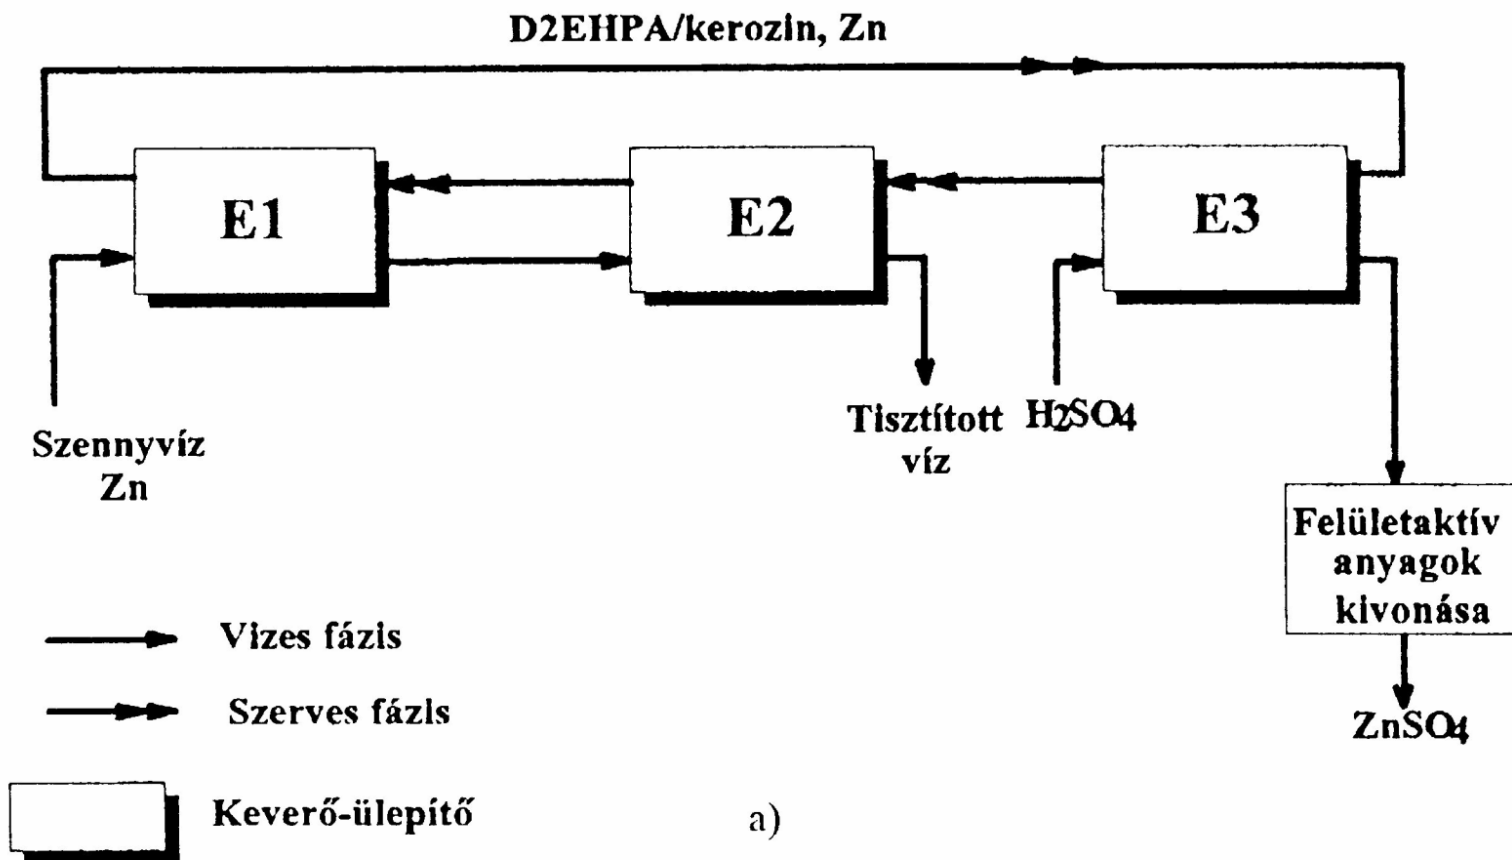 D2EHPA/kerozin, Zn
E1
E2
E3
Szennyvíz
Zn
Tisztított
víz
H2SO4
Felületaktív
anyagok
kivonása
ZnSO4
Vizes fázis
Szerves fázis
Keverő-ülepítő
a)